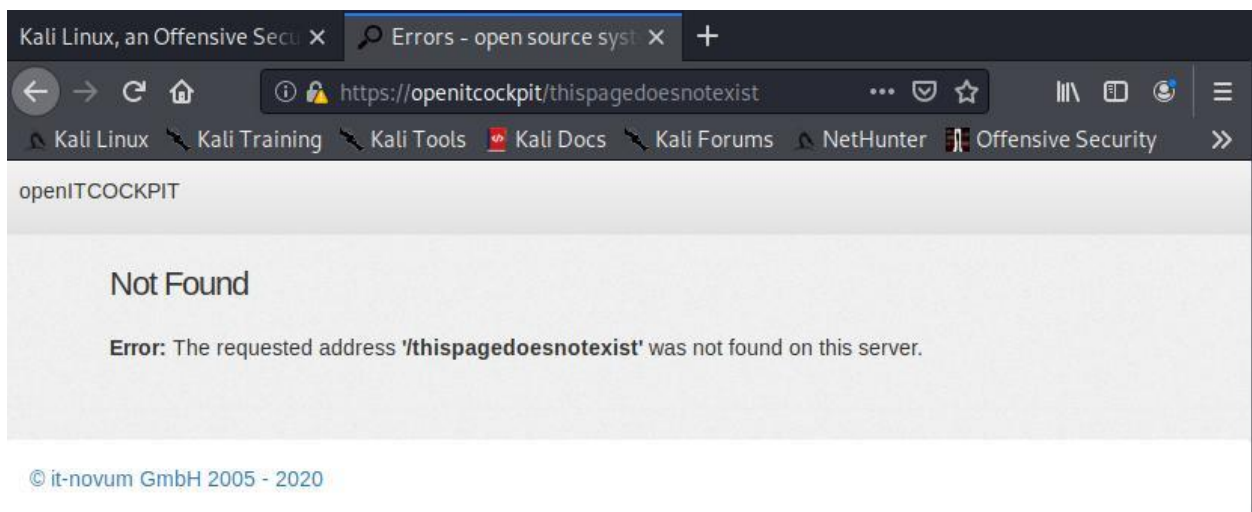 Kali Linux, an Offensive Secu
Errors - open source syst
https://openitcockpit/thispagedoesnotexist
Kali Linux Kali Training Kali Tools Kali Docs Kali Forums NetHunter Offensive Security
openITCOCKPIT
Not Found
Error: The requested address '/thispagedoesnotexist' was not found on this server.
© it-novum GmbH 2005 - 2020